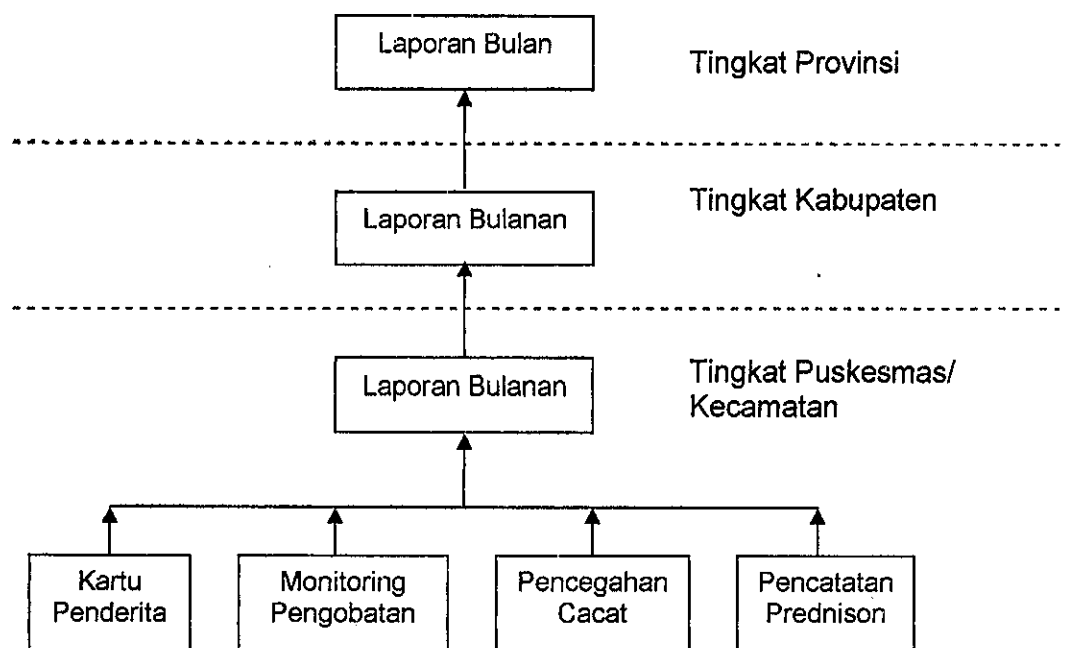 Laporan Bulan
Tingkat Provinsi
Laporan Bulanan
Tingkat Kabupaten
Laporan Bulanan
Tingkat Puskesmas/
Kecamatan
Kartu
Penderita
Monitoring
Pengobatan
Pencegahan
Cacat
Pencatatan
Prednison